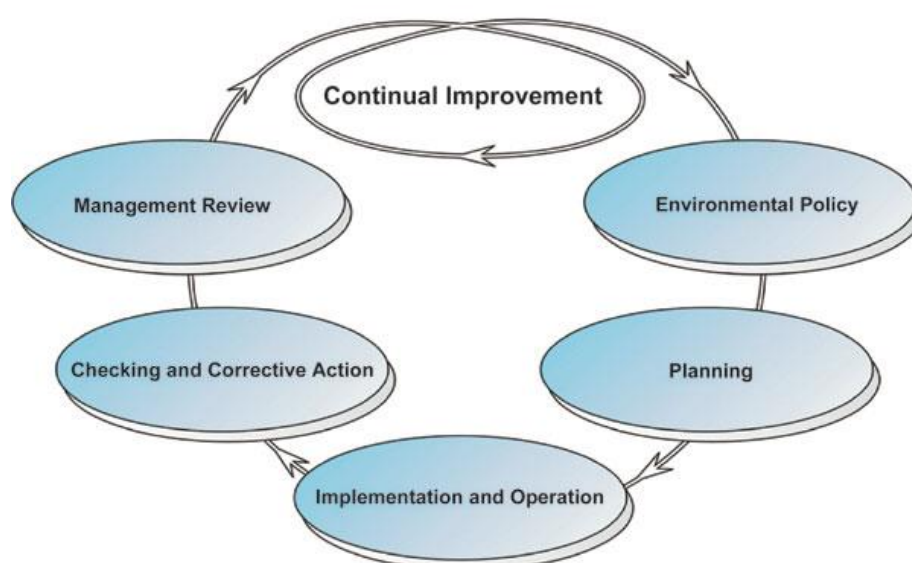 Continual Improvement
Management Review
Environmental Policy
Checking and Corrective Action
Planning
Implementation and Operation